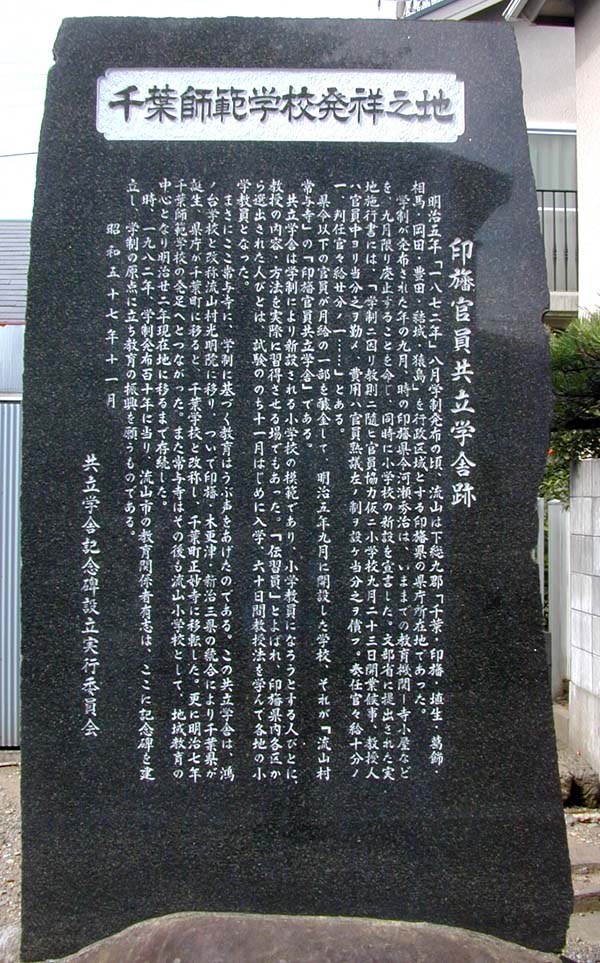 千葉師範学校発祥之地
印旛官員共立学舎跡
明治五年「一八七二年」八月学制発布の頃、流山は下総九郡「千葉・印旛・埴生・葛飾・
相馬・岡田・豊田・結城・猿島」を行政区域とする印旛県の県庁所在地であった。
学制が発布された年の九月、時の印旛県令河瀬秀治は、いままでの教育機関ー寺小屋など
を、九月限り廃止することを命し、同時に小学校の新設を宣言した。文部省に提出された実
地施行書には、「学制ニ因り教則ニ随ヒ官員協力仮ニ小学校九月二十三日開業候事、教授人
ハ官員中ヨリ当分之ヲ勤メ、費用ハ官員熟議左ノ制ヲ設ケ当分之ヲ償フ。奏任官々給十分ノ
一、判任官々給廿分ノ一……」とある。
県令以下の官員が月給の一部を醵金して、明治五年九月に開設した学校、それが「流山村
常与寺」の「印旛官員共立学舎」である。
共立学舎は学制により新設される小学校の模範であり、小学教員になろうとする人びとに、
教授の内容・方法を実際に習得させる場でもあった。「伝習員」とよばれ、印旛県内各区か
ら選出された人びとは、試験ののち十一月はじめに入学、六十日間教授法を学んで各地の小
学教員となった。
まさにここ常与寺に、学制に基づく教育はうぶ声をあげたのである。この共立学舎は、鴻
ノ台学校と改称流山村光明院に移り、ついで印旛・木更津・新治三県の統合により千葉県が
誕生、県庁が千葉町に移ると、千葉学校と改称し、千葉町正妙寺に移転した。更に明治七年
千葉師範学校の発足へとつながった。また常与寺はその後も流山小学校として、地域教育の
中心となり明治廿二年現在地に移るまで存続した。
時、一九八二年、学制発布百十年に当り、流山市の教育関係者有志は、ここに記念碑を建
立し、学制の原点に立ち教育の振興を願うものである。
昭和五十七年十一月
共立学舎記念碑設立実行委員会